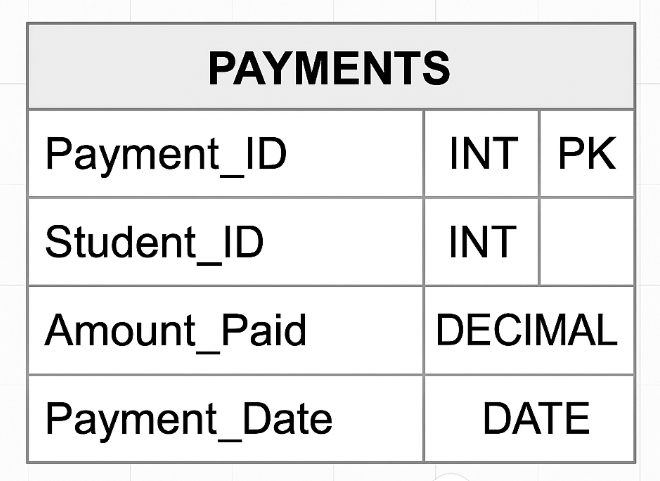 PAYMENTS
Payment_ID INT PK
Student_ID INT
Amount_Paid DECIMAL
Payment_Date DATE